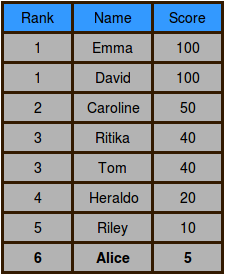 Rank Name Score
1 Emma 100
1 David 100
2 Caroline 50
3 Ritika 40
3 Tom 40
4 Heraldo 20
5 Riley 10
6 Alice 5